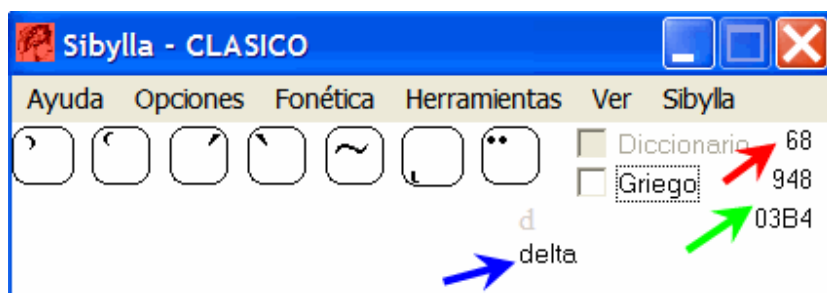 Sibylla - CLASICO
Ayuda Opciones Fonética Herramientas Ver Sibylla
Diccionario 68
Griego 948
d 03B4
delta